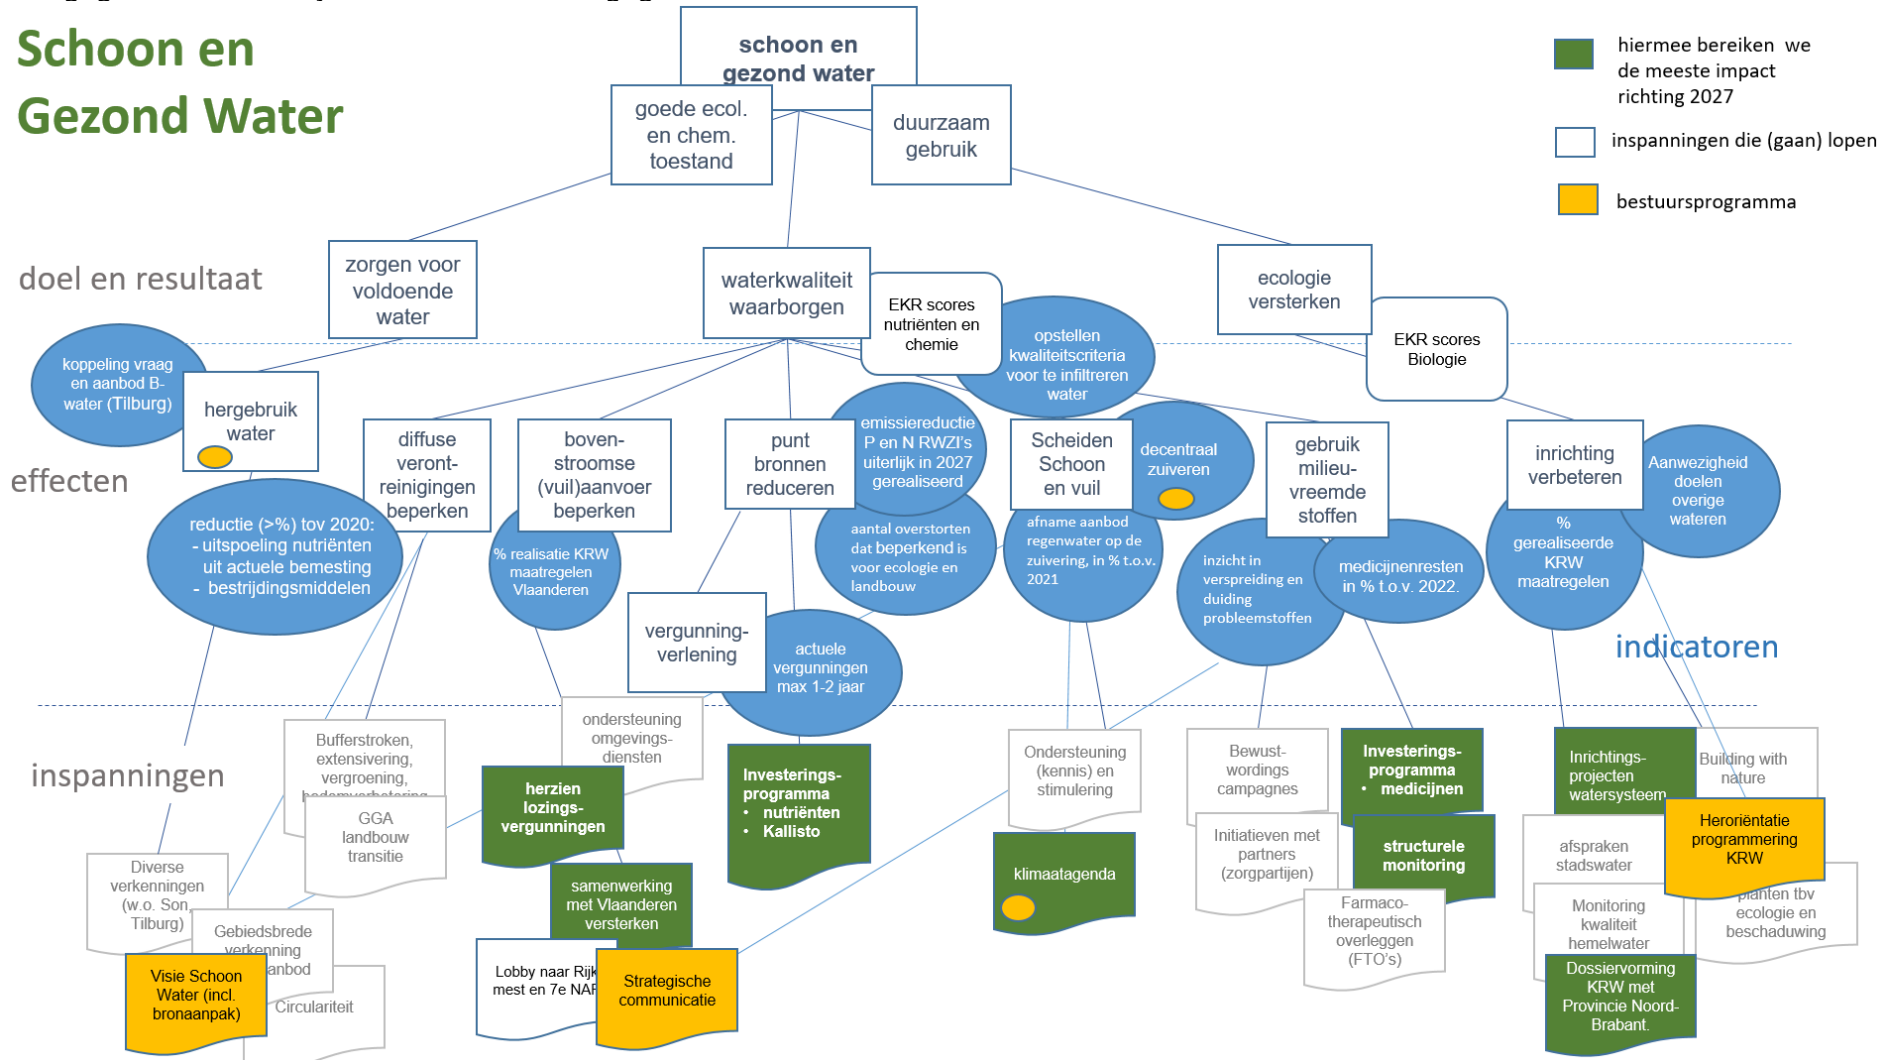 Schoon en
Gezond Water
schoon en
gezond water
goede ecol.
en chem.
toestand
duurzaam
gebruik
hiermee bereiken we
de meeste impact
richting 2027
inspanningen die (gaan) lopen
bestuursprogramma
doel en resultaat
zorgen voor
voldoende
water
waterkwaliteit
waarborgen
EKR scores
nutriënten en
chemie
ecologie
versterken
EKR scores
Biologie
opstellen
kwaliteitscriteria
voor te infiltreren
water
koppeling vraag
en aanbod B-
water (Tilburg)
hergebruik
water
effecten
diffuse
veront-
reinigingen
beperken
boven-
stroomse
(vuil)aanvoer
beperken
punt
bronnen
reduceren
emissiereductie
P en N RWZI's
uiterlijk in 2027
gerealiseerd
Scheiden
Schoon
en vuil
decentraal
zuiveren
gebruik
milieu-
vreemde
stoffen
inrichting
verbeteren
Aanwezigheid
doelen
overige
wateren
reductie (>%) tov 2020:
- uitspoeling nutriënten
uit actuele bemesting
- bestrijdingsmiddelen
% realisatie KRW
maatregelen
Vlaanderen
aantal overstorten
dat beperkend is
voor ecologie en
landbouw
afname aanbod
regenwater op de
zuivering, in % t.o.v.
2021
inzicht in
verspreiding en
duiding
probleemstoffen
medicijnenresten
in % t.o.v. 2022.
%
gerealiseerde
KRW
maatregelen
vergunning-
verlening
actuele
vergunningen
max 1-2 jaar
indicatoren
inspanningen
Bufferstroken,
extensivering,
vergroening,
bodemverbetering
GGA
landbouw
transitie
Diverse
verkenningen
(w.o. Son,
Tilburg)
Gebiedsbrede
verkenning
anbod
Circulariteit
Visie Schoon
Water (incl.
bronaanpak)
ondersteuning
omgevings-
diensten
herzien
lozings-
vergunningen
samenwerking
met Vlaanderen
versterken
Lobby naar Rijk
mest en 7e NAP
Strategische
communicatie
Investerings-
programma
• nutriënten
• Kallisto
Ondersteuning
(kennis) en
stimulering
klimaatagenda
Bewust-
wordings
campagnes
Initiatieven met
partners
(zorgpartijen)
Farmaco-
therapeutisch
overleggen
(FTO's)
Investerings-
programma
• medicijnen
structurele
monitoring
Inrichtings-
projecten
watersysteem
Building with
nature
Heroriëntatie
programmering
KRW
afspraken
stadswater
Monitoring
kwaliteit
hemelwater
planten tbv
ecologie en
beschaduwing
Dossiervorming
KRW met
Provincie Noord-
Brabant.